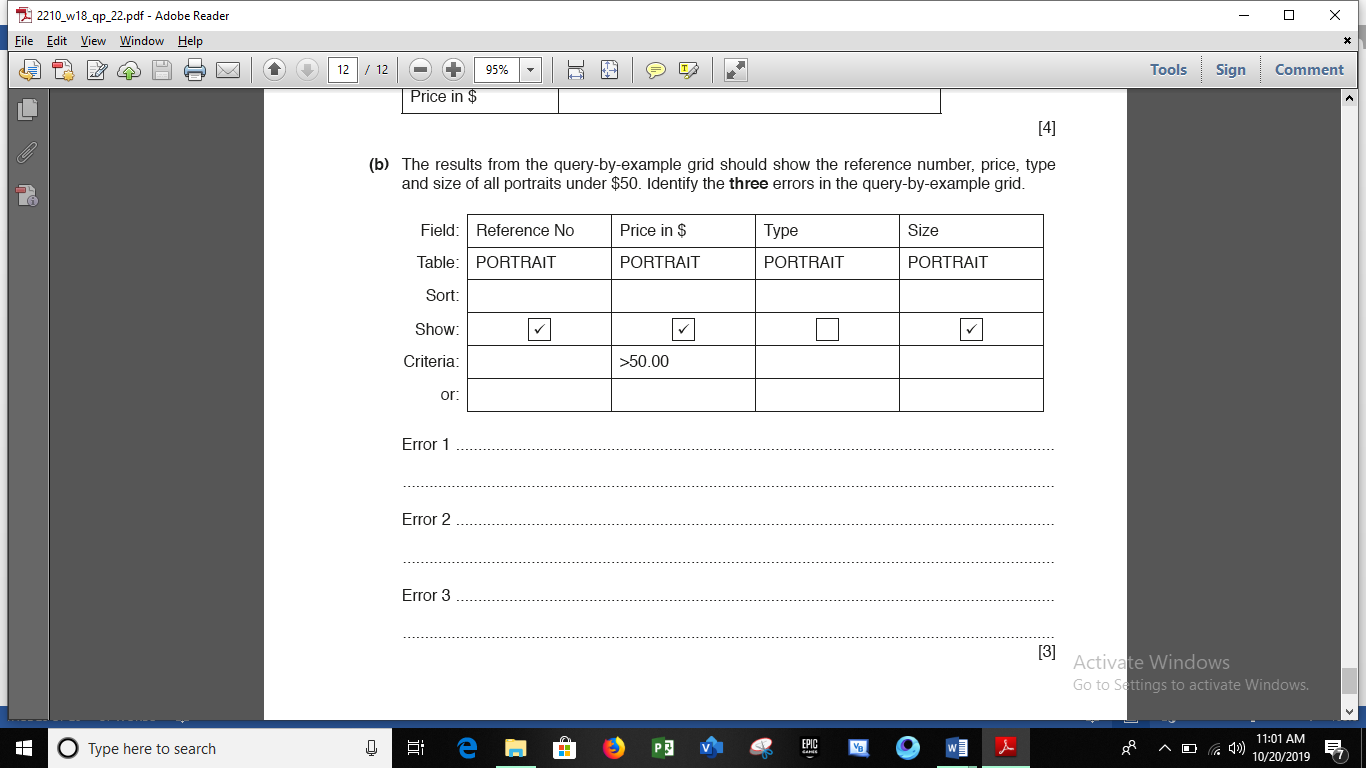 2210_w18_qp_22.pdf - Adobe Reader
File Edit View Window Help
12 / 12 95% Tools Sign Comment
Price in $
[4]
(b) The results from the query-by-example grid should show the reference number, price, type
and size of all portraits under $50. Identify the three errors in the query-by-example grid.
Field: Reference No Price in $ Type Size
Table: PORTRAIT PORTRAIT PORTRAIT PORTRAIT
Sort:
Show: ✓ ✓ ✓
Criteria: >50.00
or:
Error 1 ..........
Error 2 ..........
Error 3 ..........
[3]
Activate Windows
Go to Settings to activate Windows.
Type here to search
11:01 AM
10/20/2019
7